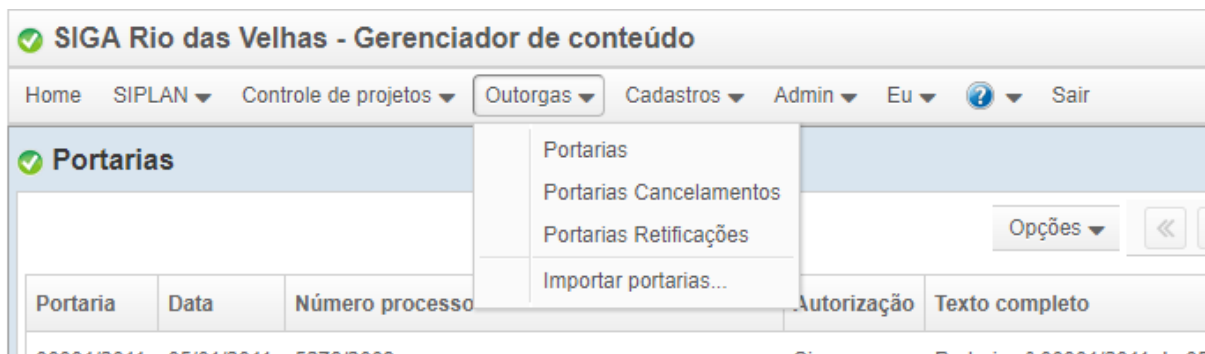 SIGA Rio das Velhas - Gerenciador de conteúdo
Home SIPLAN Controle de projetos Outorgas Cadastros Admin Eu ? Sair
Portarias
Portarias
Portarias Cancelamentos
Portarias Retificações
Importar portarias...
Opções
Portaria Data Número processo Autorização Texto completo